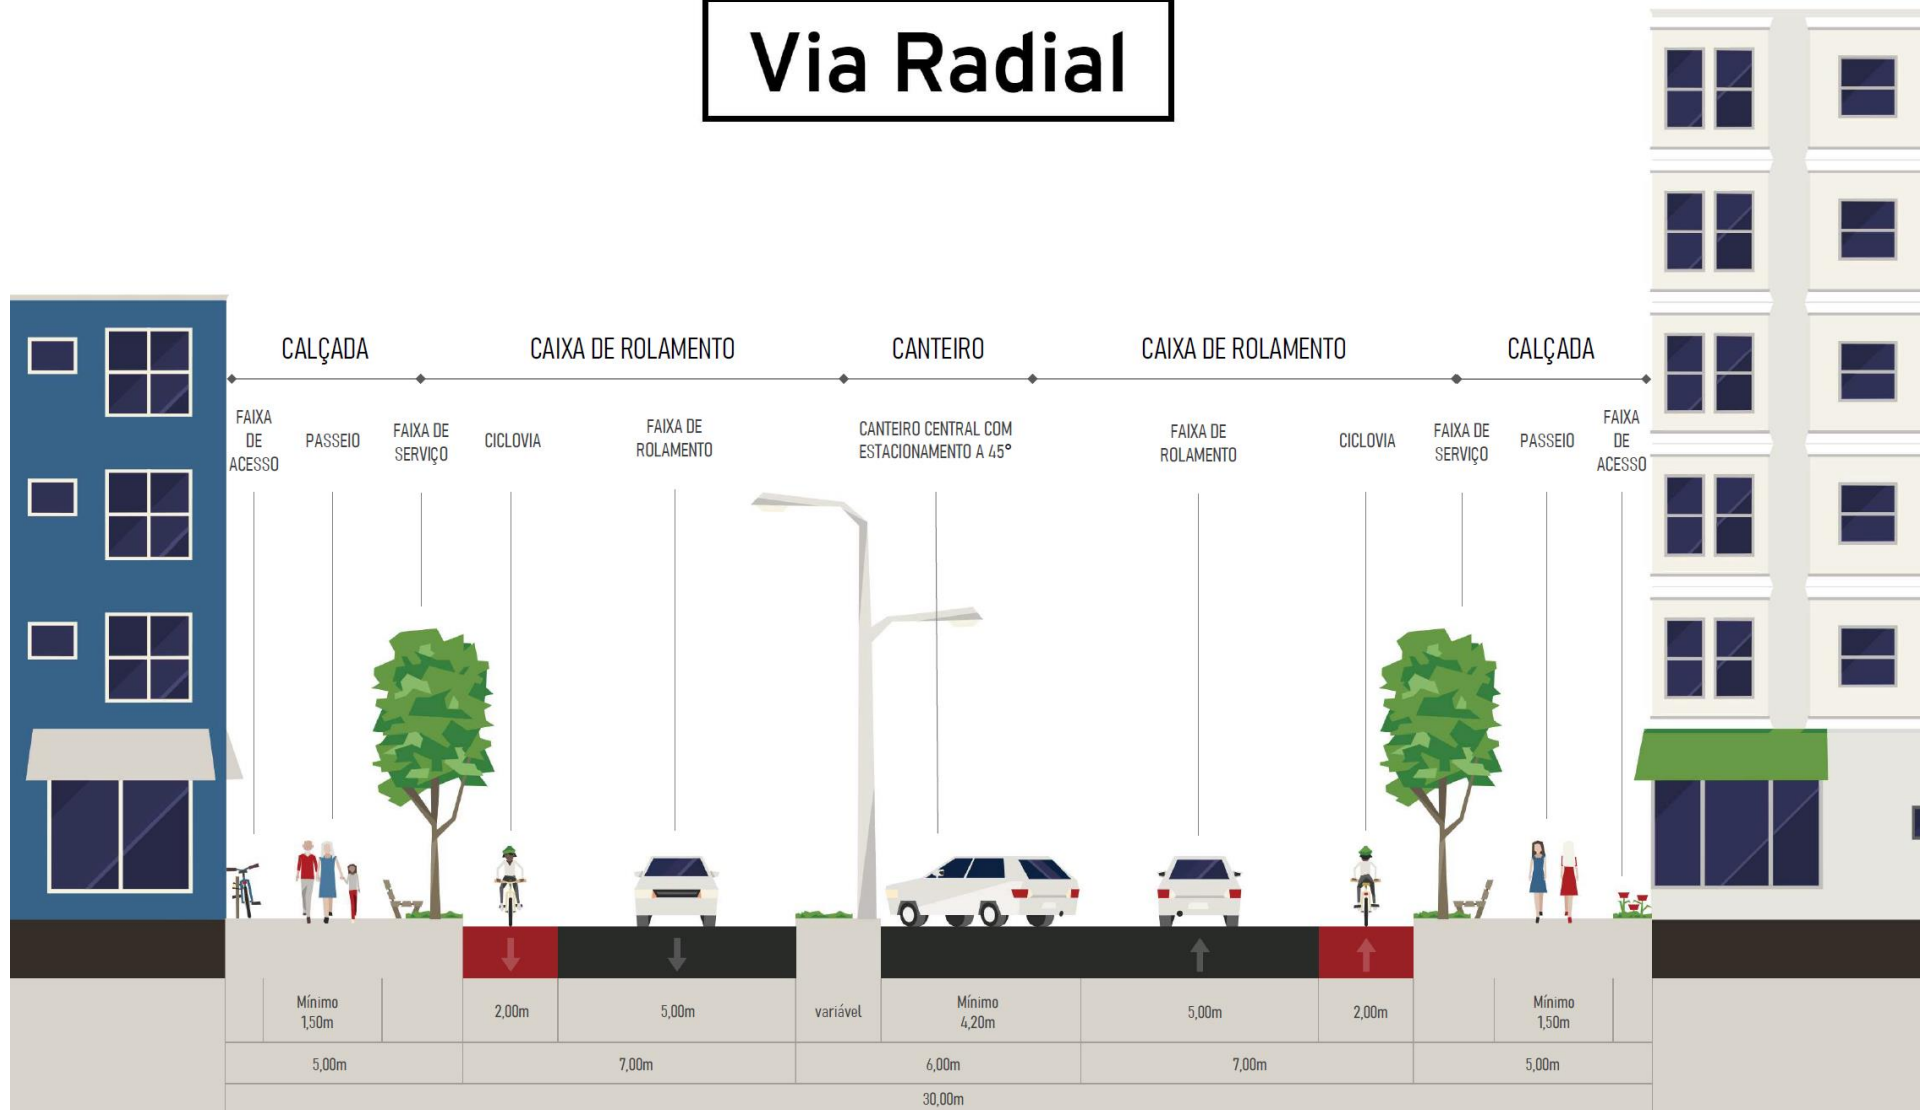 Via Radial
CALÇADA
CAIXA DE ROLAMENTO
CANTEIRO
CAIXA DE ROLAMENTO
CALÇADA
FAIXA
DE
ACESSO
PASSEIO
FAIXA DE
SERVIÇO
CICLOVIA
FAIXA DE
ROLAMENTO
CANTEIRO CENTRAL COM
ESTACIONAMENTO A 45°
FAIXA DE
ROLAMENTO
CICLOVIA
FAIXA DE
SERVIÇO
PASSEIO
FAIXA
DE
ACESSO
Mínimo
1,50m
2,00m
5,00m
variável
Mínimo
4,20m
5,00m
2,00m
Mínimo
1,50m
5,00m
7,00m
6,00m
7,00m
5,00m
30,00m